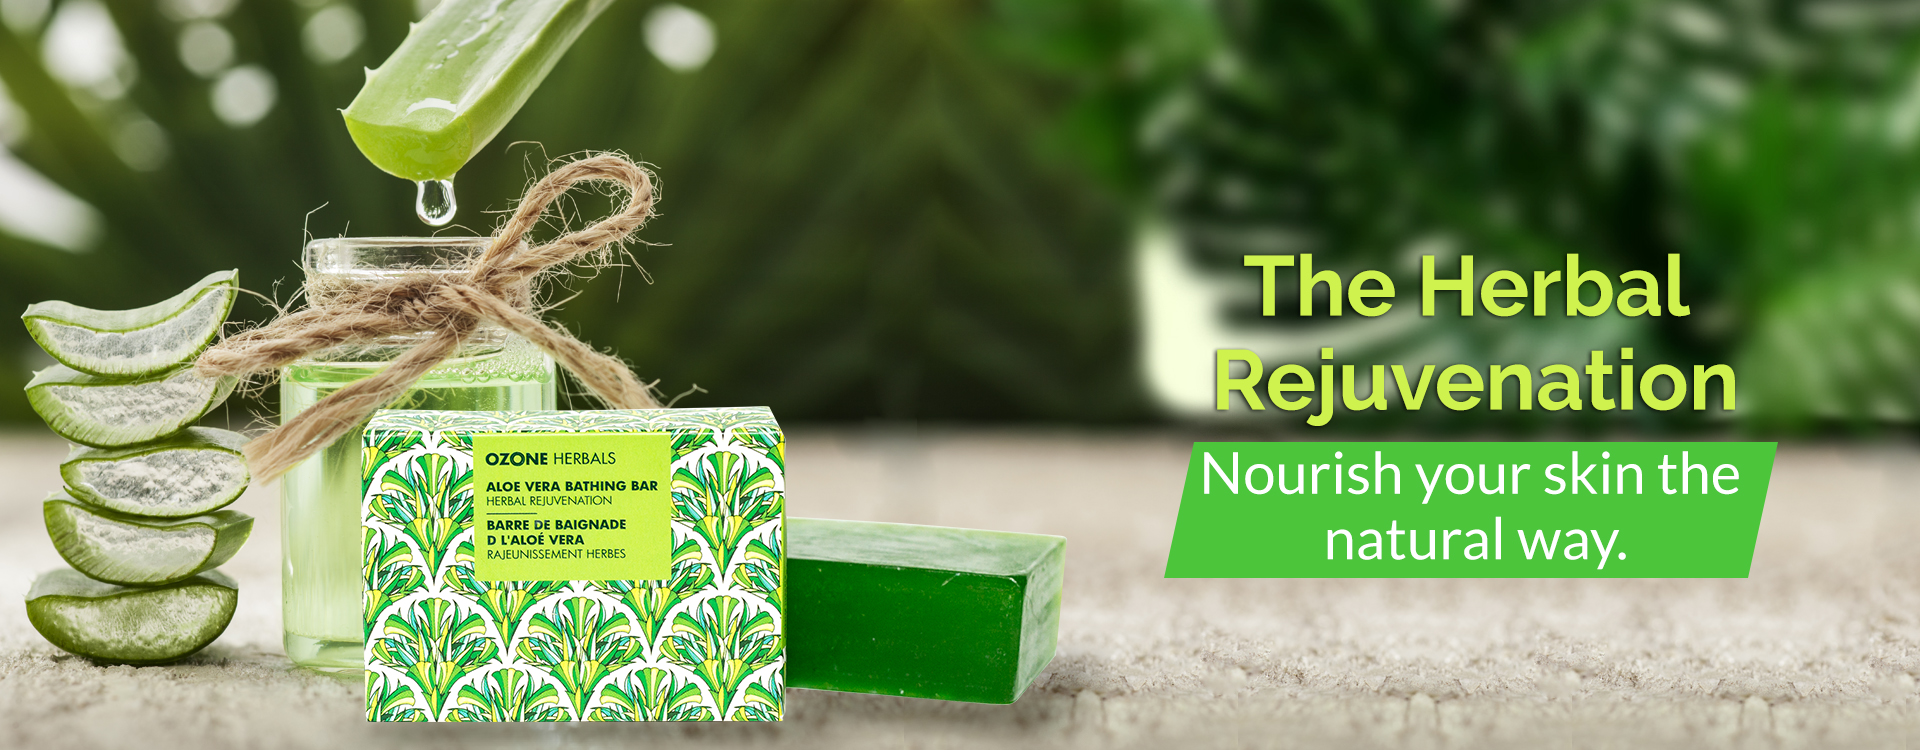 OZONE HERBALS
ALOE VERA BATHING BAR
HERBAL REJUVENATION
BARRE DE BAIGNADE
D L'ALOÉ VERA
RAJEUNISSEMENT HERBES
The Herbal
Rejuvenation
Nourish your skin the
natural way.